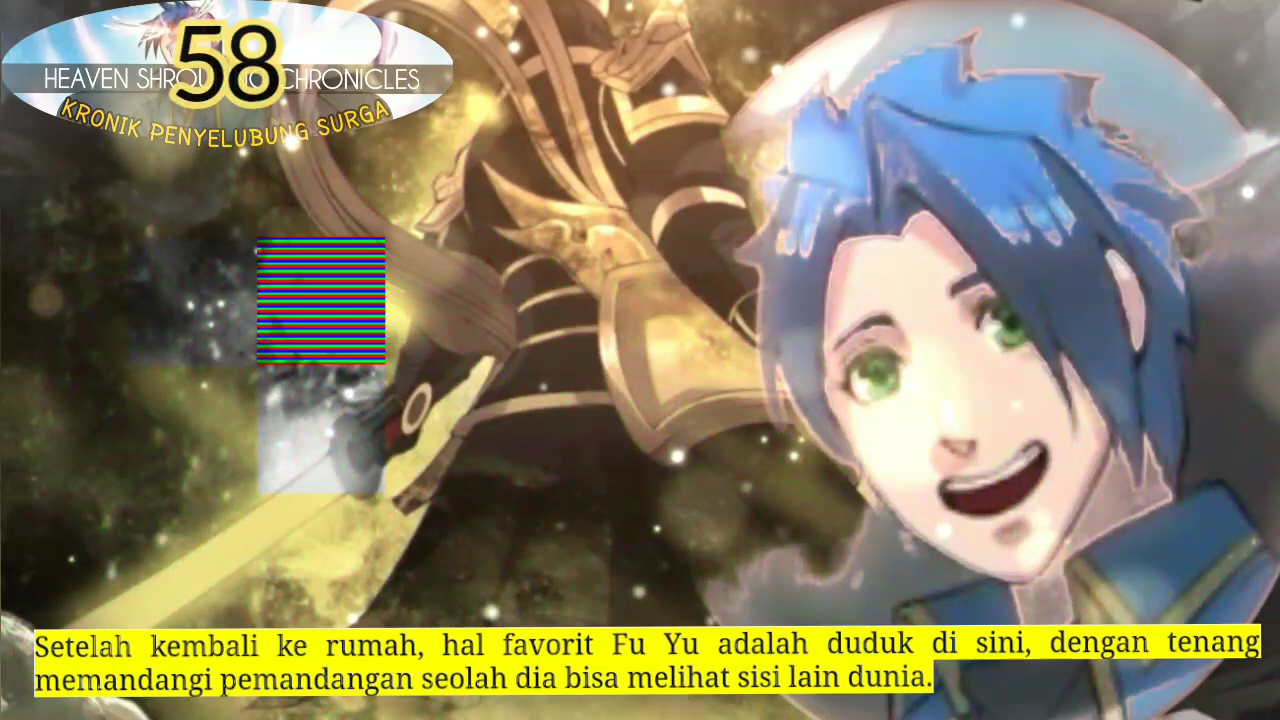 58
HEAVEN CHRONICLES
KRONIK PENYELUBUNG SURGA
Setelah kembali ke rumah, hal favorit Fu Yu adalah duduk di sini, dengan tenang
memandangi pemandangan seolah dia bisa melihat sisi lain dunia.